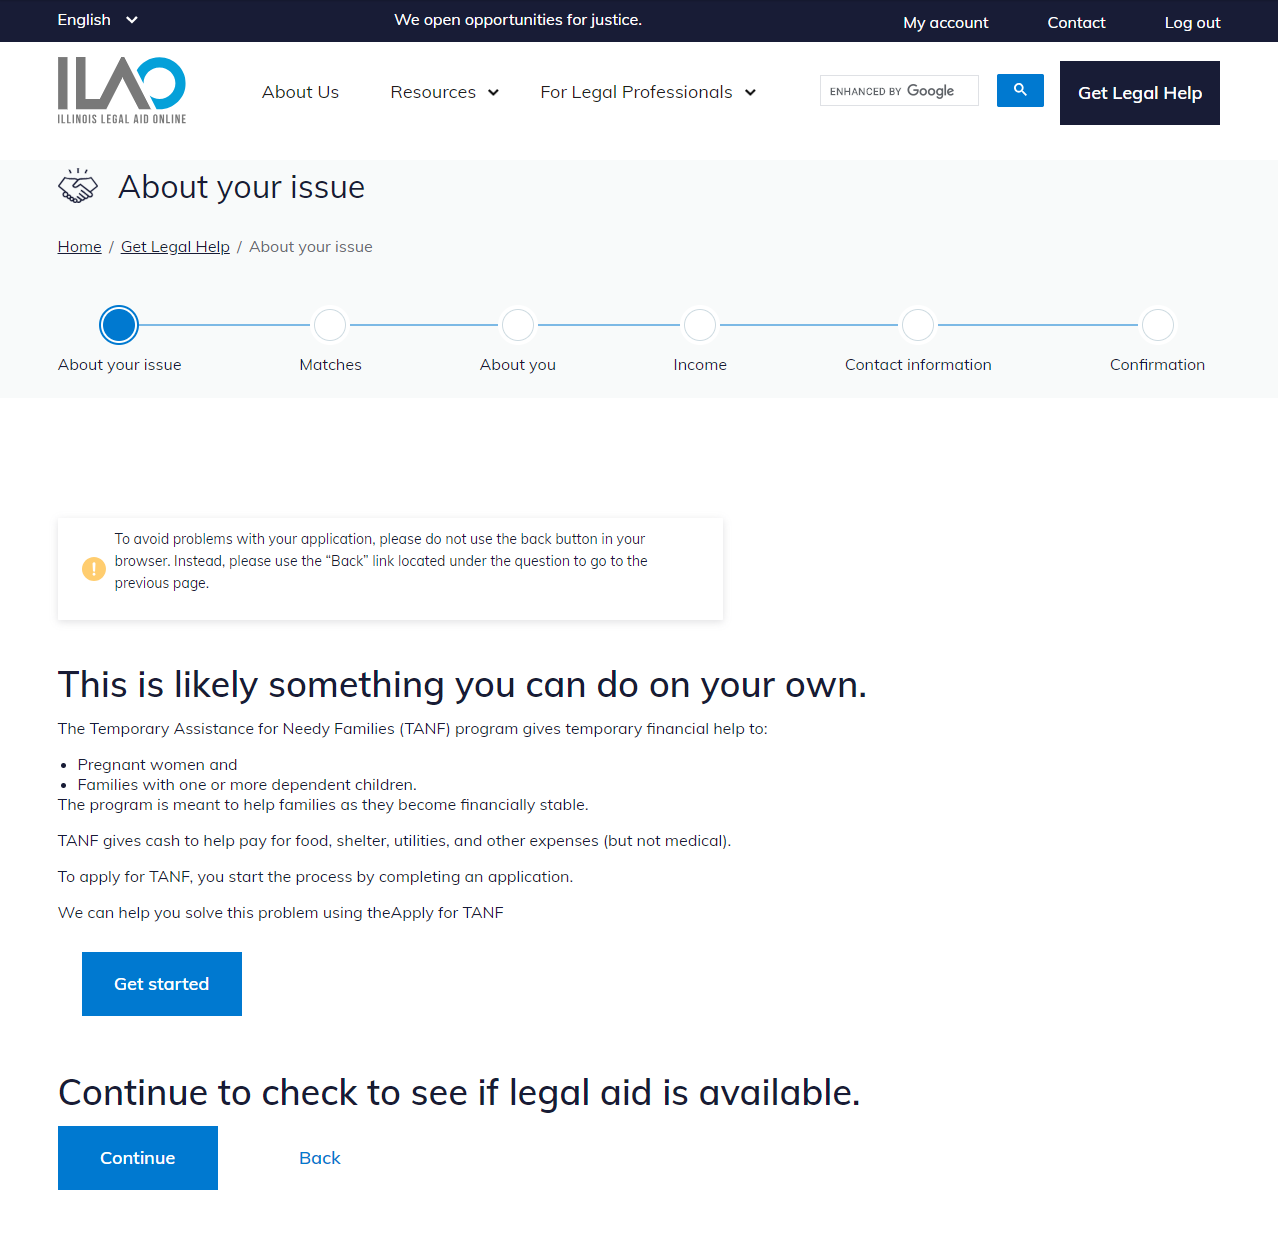 English
We open opportunities for justice.
My account
Contact
Log out
ILAO
ILLINOIS LEGAL AID ONLINE
About Us
Resources
For Legal Professionals
ENHANCED BY Google
Get Legal Help
About your issue
Home / Get Legal Help / About your issue
About your issue
Matches
About you
Income
Contact information
Confirmation
To avoid problems with your application, please do not use the back button in your
browser. Instead, please use the “Back” link located under the question to go to the
previous page.
This is likely something you can do on your own.
The Temporary Assistance for Needy Families (TANF) program gives temporary financial help to:
• Pregnant women and
• Families with one or more dependent children.
The program is meant to help families as they become financially stable.
TANF gives cash to help pay for food, shelter, utilities, and other expenses (but not medical).
To apply for TANF, you start the process by completing an application.
We can help you solve this problem using theApply for TANF
Get started
Continue to check to see if legal aid is available.
Continue
Back